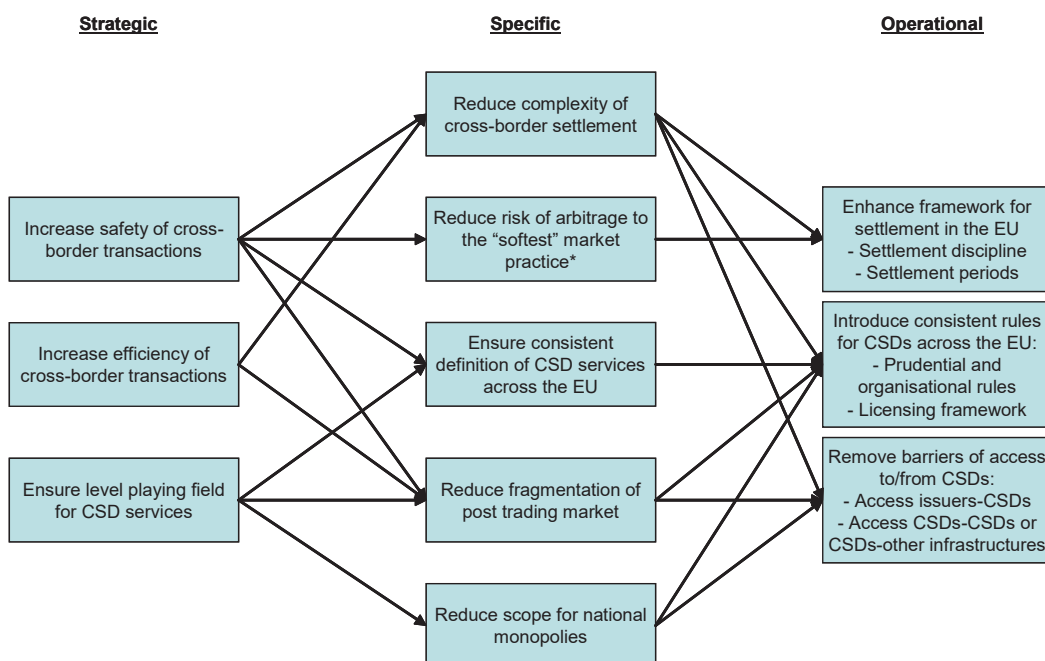 Strategic
Specific
Operational
Reduce complexity of
cross-border settlement
Increase safety of cross-
border transactions
Reduce risk of arbitrage to
the “softest” market
practice*
Enhance framework for
settlement in the EU
- Settlement discipline
- Settlement periods
Increase efficiency of
cross-border transactions
Ensure consistent
definition of CSD services
across the EU
Introduce consistent rules
for CSDs across the EU:
- Prudential and
organisational rules
- Licensing framework
Ensure level playing field
for CSD services
Reduce fragmentation of
post trading market
Remove barriers of access
to/from CSDs:
- Access issuers-CSDs
- Access CSDs-CSDs or
CSDs-other infrastructures
Reduce scope for national
monopolies